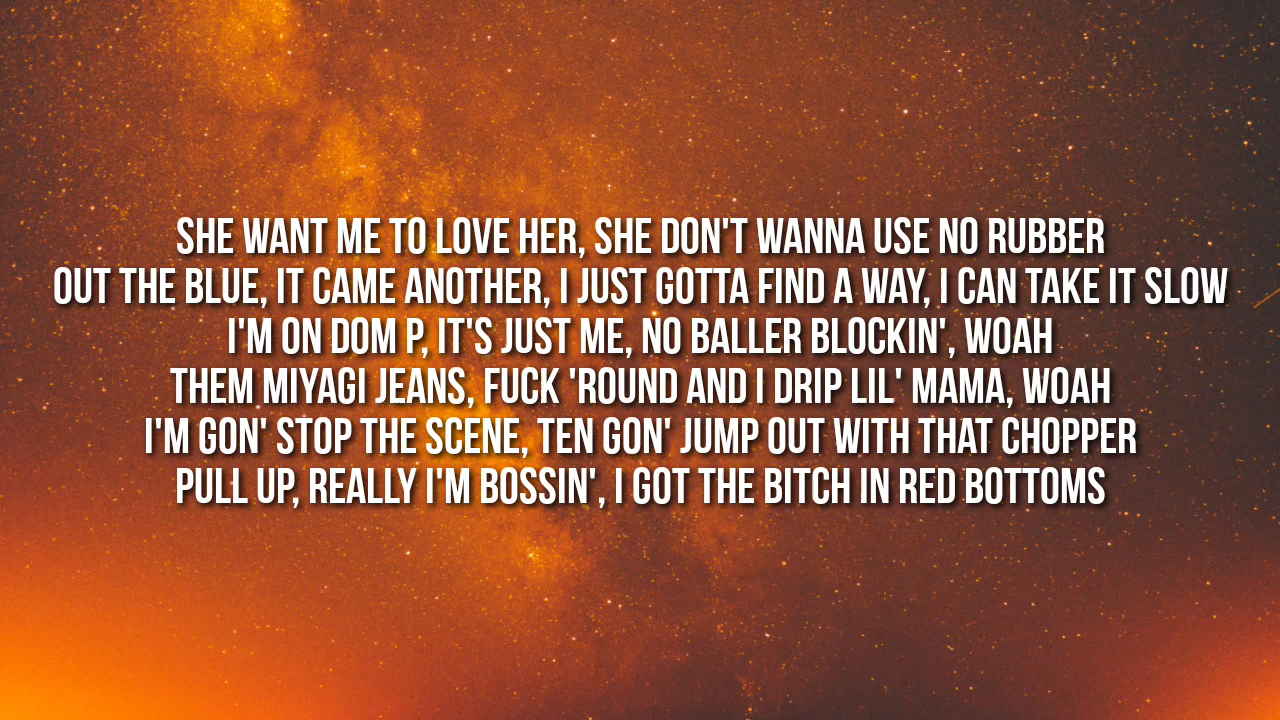 SHE WANT ME TO LOVE HER, SHE DON'T WANNA USE NO RUBBER
OUT THE BLUE, IT CAME ANOTHER, I JUST GOTTA FIND A WAY, I CAN TAKE IT SLOW
I'M ON DOM P, IT'S JUST ME, NO BALLER BLOCKIN', WOAH
THEM MIYAGI JEANS, FUCK 'ROUND AND I DRIP LIL' MAMA, WOAH
I'M GON' STOP THE SCENE, TEN GON' JUMP OUT WITH THAT CHOPPER
PULL UP, REALLY I'M BOSSIN', I GOT THE BITCH IN RED BOTTOMS